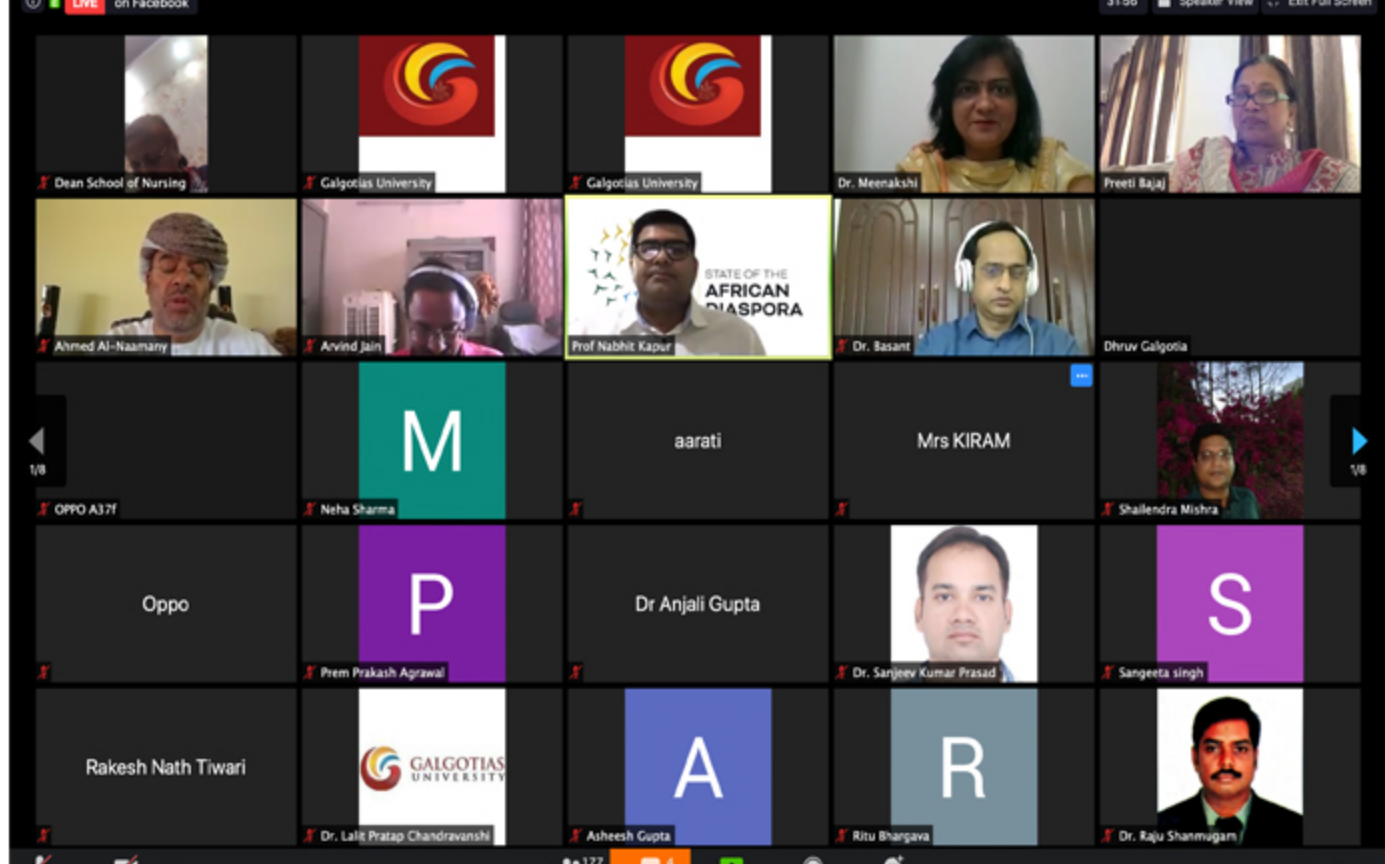 LIVE
on Facebook
31:56
Speaker View
Exit Full Screen
Dean School of Nursing
Galgotias University
Galgotias University
Dr. Meenakshi
Preeti Bajaj
Ahmed Al-Naamany
Arvind Jain
STATE OF THE
AFRICAN
DIASPORA
Prof Nabhit Kapur
Dr. Basant
Dhruv Galgotia
1/8
OPPO A37f
M
Neha Sharma
aarati
Mrs KIRAM
Shailendra Mishra
1/8
Oppo
P
Prem Prakash Agrawal
Dr Anjali Gupta
Dr. Sanjeev Kumar Prasad
S
Sangeeta singh
Rakesh Nath Tiwari
GALGOTIAS
UNIVERSITY
Dr. Lalit Pratap Chandravanshi
A
Asheesh Gupta
R
Ritu Bhargava
Dr. Raju Shanmugam
177
4